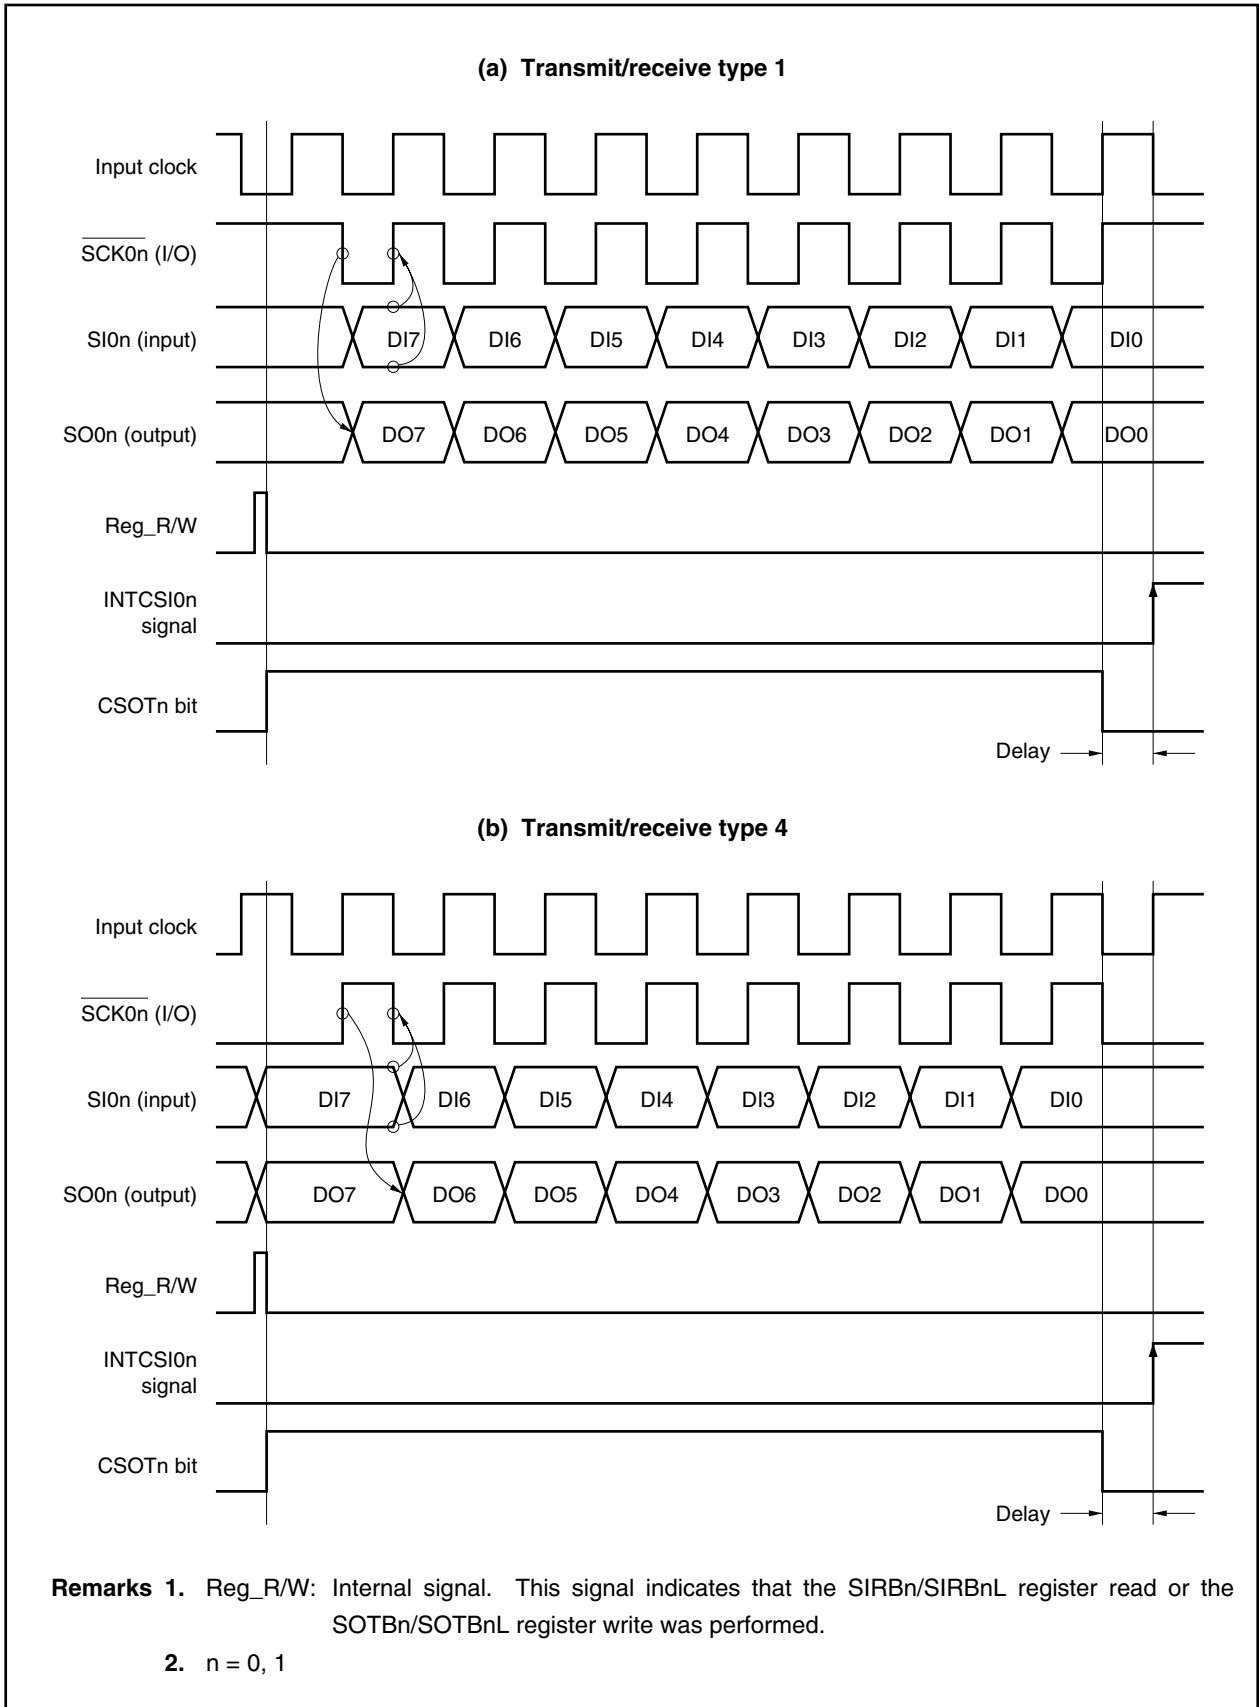 (a) Transmit/receive type 1
Input clock
SCK0n (I/O)
SI0n (input)
DI7 DI6 DI5 DI4 DI3 DI2 DI1 DI0
SO0n (output)
DO7 DO6 DO5 DO4 DO3 DO2 DO1 DO0
Reg_R/W
INTCSI0n
signal
CSOTn bit
Delay
(b) Transmit/receive type 4
Input clock
SCK0n (I/O)
SI0n (input)
DI7 DI6 DI5 DI4 DI3 DI2 DI1 DI0
SO0n (output)
DO7 DO6 DO5 DO4 DO3 DO2 DO1 DO0
Reg_R/W
INTCSI0n
signal
CSOTn bit
Delay
Remarks 1. Reg_R/W: Internal signal. This signal indicates that the SIRBn/SIRBnL register read or the
SOTBn/SOTBnL register write was performed.
2. n = 0, 1